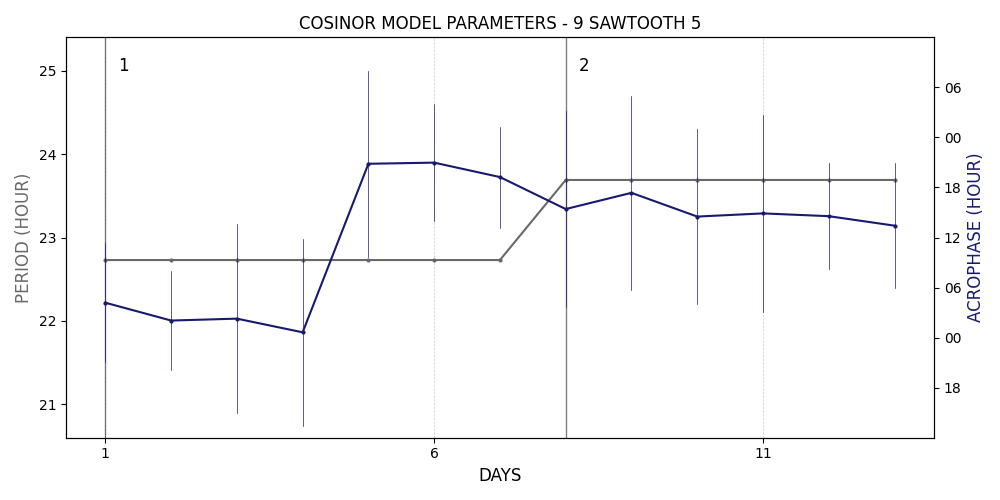 COSINOR MODEL PARAMETERS - 9 SAWTOOTH 5
1 2
25
24
23
22
21
PERIOD (HOUR)
06
00
18
12
06
00
18
ACROPHASE (HOUR)
1 6 11
DAYS